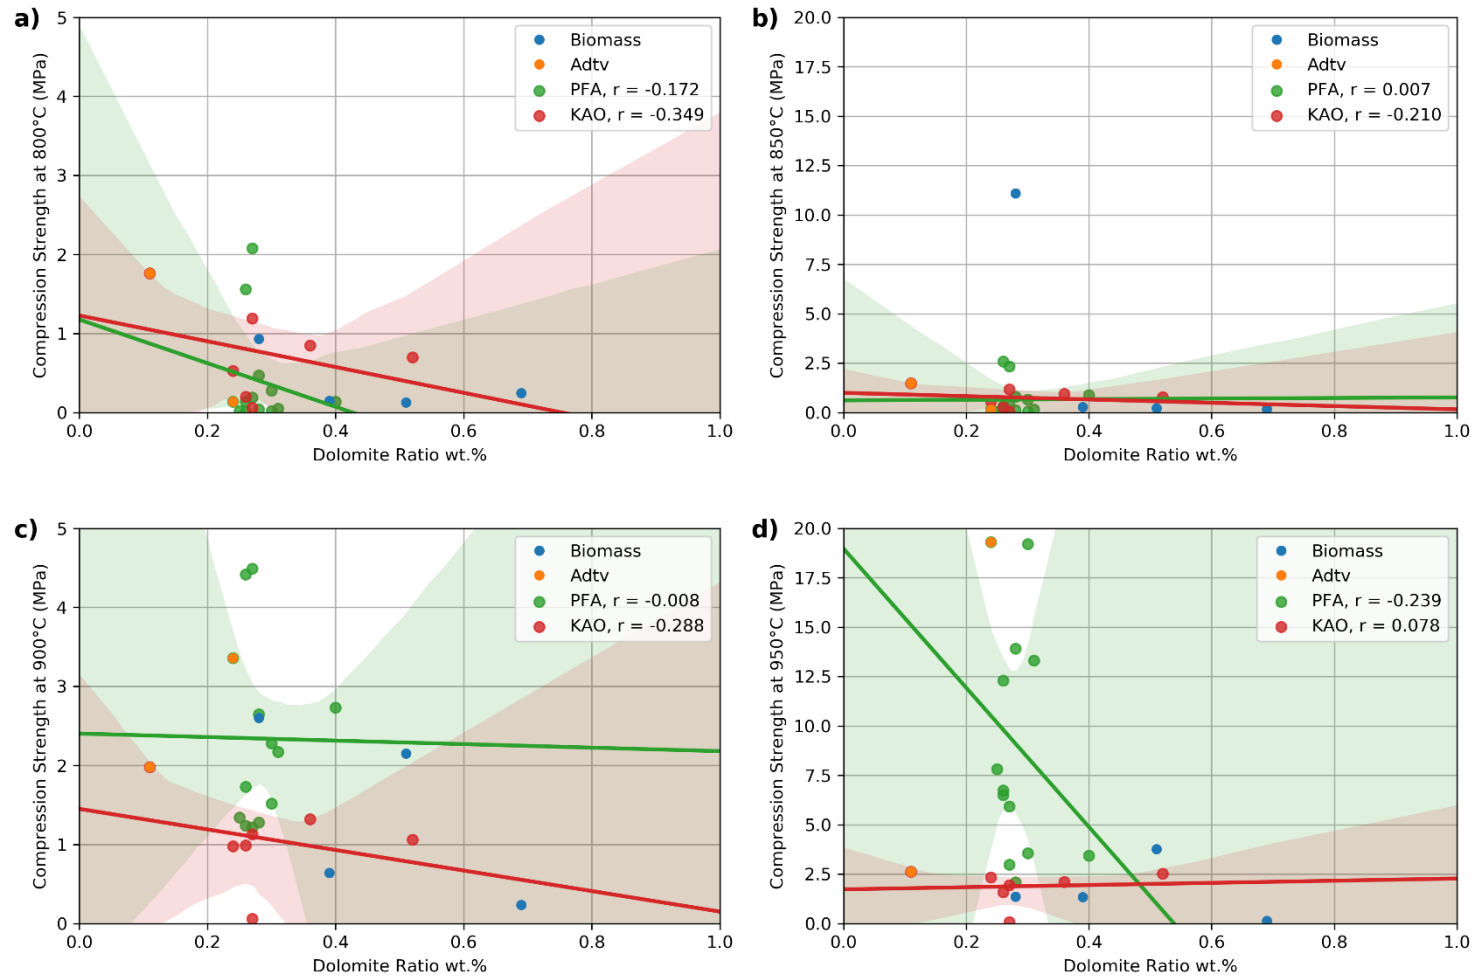 a)
5
4
3
2
1
0
Compression Strength at 800°C (MPa)
Biomass
Adtv
PFA, r = -0.172
KAO, r = -0.349
0.0 0.2 0.4 0.6 0.8 1.0
Dolomite Ratio wt.%
b)
20.0
17.5
15.0
12.5
10.0
7.5
5.0
2.5
0.0
Compression Strength at 850°C (MPa)
Biomass
Adtv
PFA, r = 0.007
KAO, r = -0.210
0.0 0.2 0.4 0.6 0.8 1.0
Dolomite Ratio wt.%
c)
5
4
3
2
1
0
Compression Strength at 900°C (MPa)
Biomass
Adtv
PFA, r = -0.008
KAO, r = -0.288
0.0 0.2 0.4 0.6 0.8 1.0
Dolomite Ratio wt.%
d)
20.0
17.5
15.0
12.5
10.0
7.5
5.0
2.5
0.0
Compression Strength at 950°C (MPa)
Biomass
Adtv
PFA, r = -0.239
KAO, r = 0.078
0.0 0.2 0.4 0.6 0.8 1.0
Dolomite Ratio wt.%